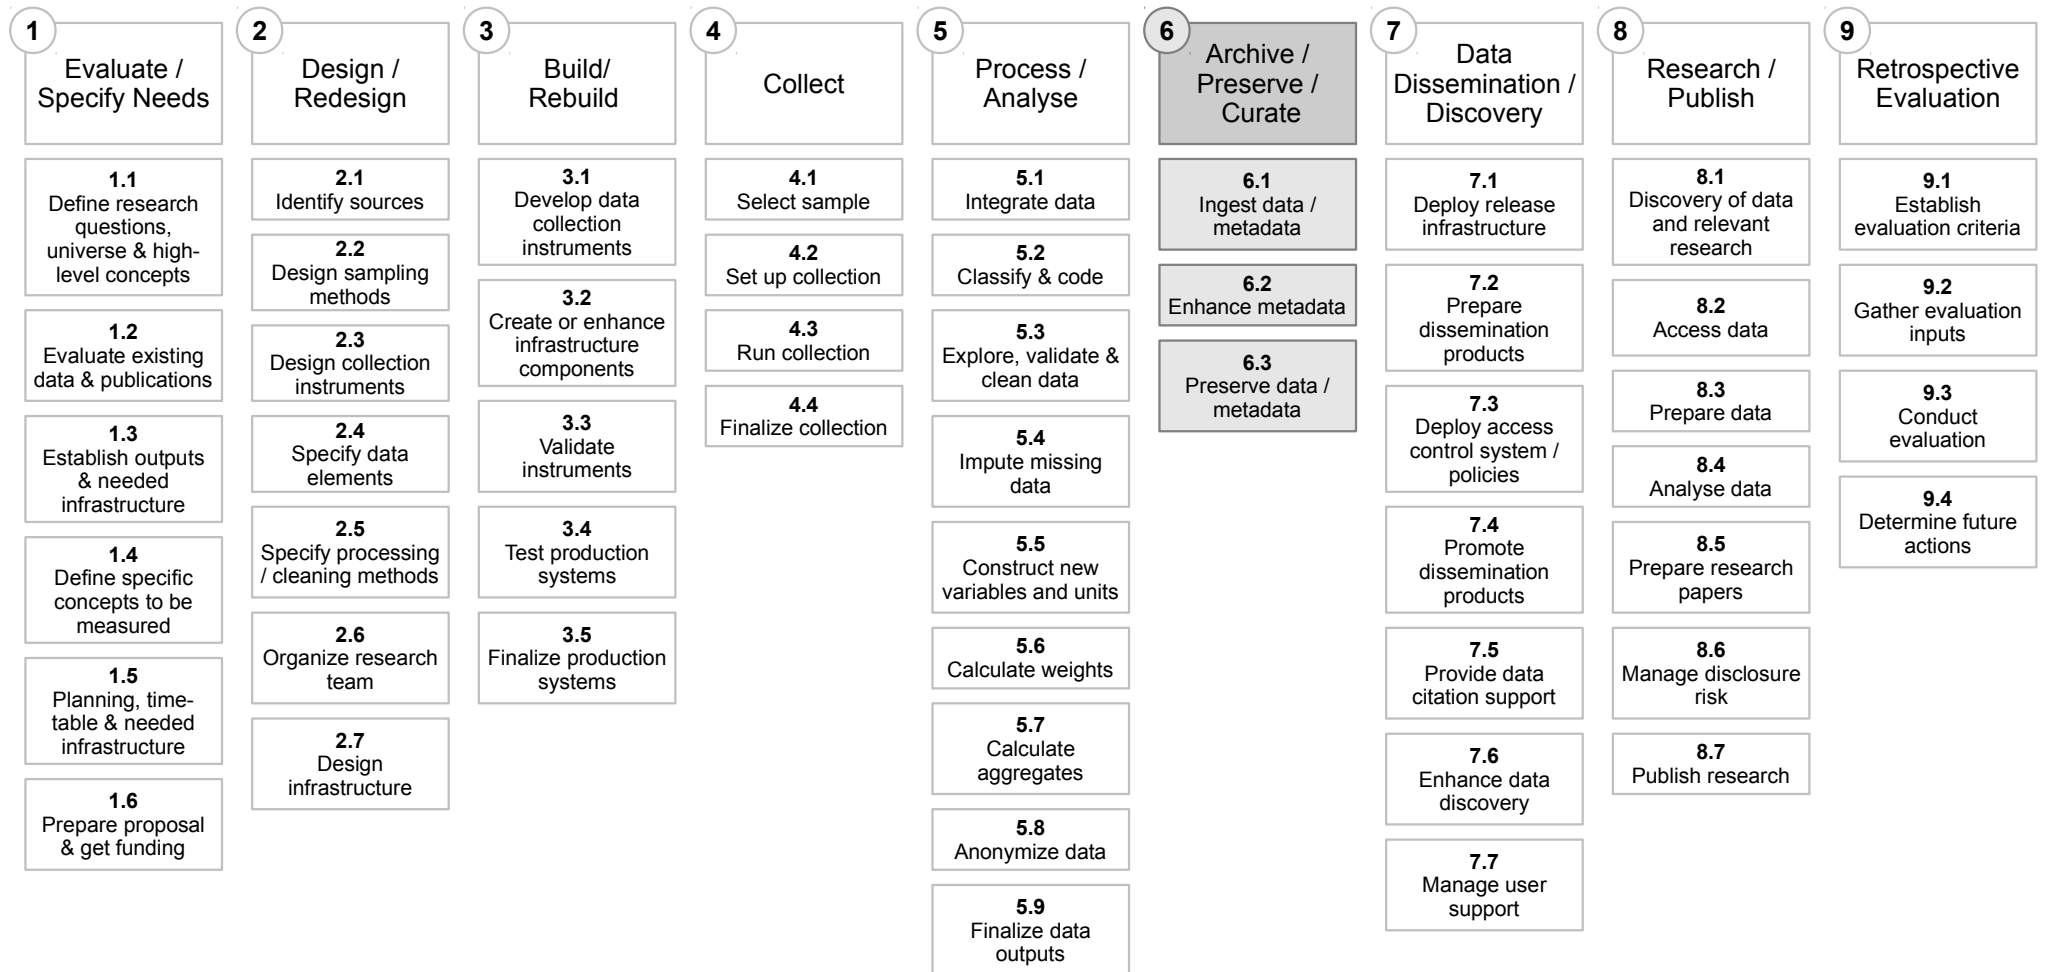 1
Evaluate /
Specify Needs
1.1
Define research
questions,
universe & high-
level concepts
1.2
Evaluate existing
data & publications
1.3
Establish outputs
& needed
infrastructure
1.4
Define specific
concepts to be
measured
1.5
Planning, time-
table & needed
infrastructure
1.6
Prepare proposal
& get funding
2
Design /
Redesign
2.1
Identify sources
2.2
Design sampling
methods
2.3
Design collection
instruments
2.4
Specify data
elements
2.5
Specify processing
/ cleaning methods
2.6
Organize research
team
2.7
Design
infrastructure
3
Build/
Rebuild
3.1
Develop data
collection
instruments
3.2
Create or enhance
infrastructure
components
3.3
Validate
instruments
3.4
Test production
systems
3.5
Finalize production
systems
4
Collect
4.1
Select sample
4.2
Set up collection
4.3
Run collection
4.4
Finalize collection
5
Process /
Analyse
5.1
Integrate data
5.2
Classify & code
5.3
Explore, validate &
clean data
5.4
Impute missing
data
5.5
Construct new
variables and units
5.6
Calculate weights
5.7
Calculate
aggregates
5.8
Anonymize data
5.9
Finalize data
outputs
6
Archive /
Preserve /
Curate
6.1
Ingest data /
metadata
6.2
Enhance metadata
6.3
Preserve data /
metadata
7
Data
Dissemination /
Discovery
7.1
Deploy release
infrastructure
7.2
Prepare
dissemination
products
7.3
Deploy access
control system /
policies
7.4
Promote
dissemination
products
7.5
Provide data
citation support
7.6
Enhance data
discovery
7.7
Manage user
support
8
Research /
Publish
8.1
Discovery of data
and relevant
research
8.2
Access data
8.3
Prepare data
8.4
Analyse data
8.5
Prepare research
papers
8.6
Manage disclosure
risk
8.7
Publish research
9
Retrospective
Evaluation
9.1
Establish
evaluation criteria
9.2
Gather evaluation
inputs
9.3
Conduct
evaluation
9.4
Determine future
actions